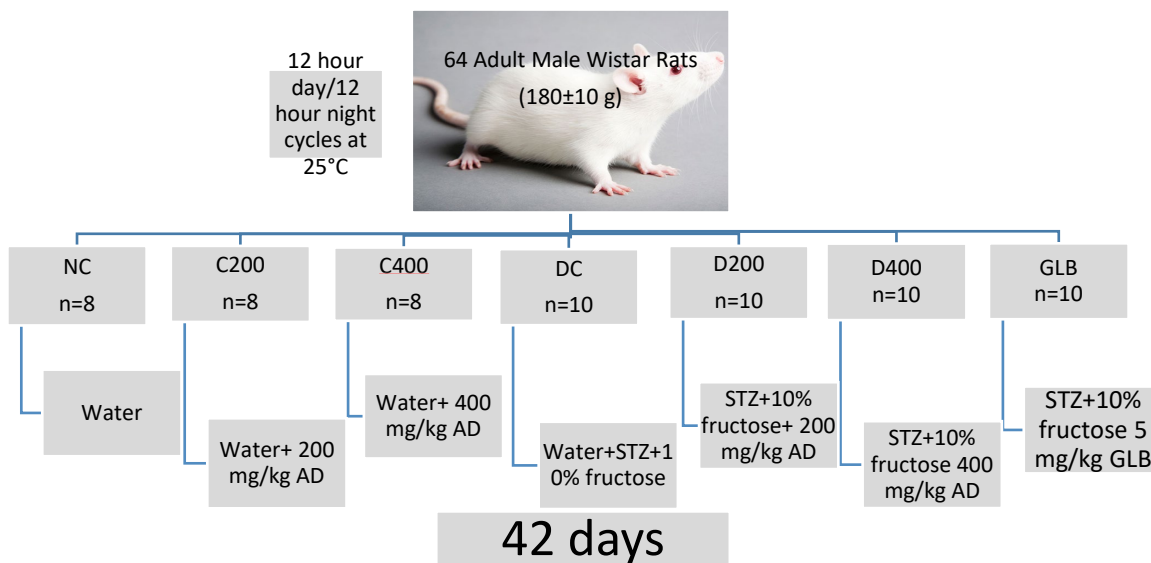 12 hour
day/12
hour night
cycles at
25°C
64 Adult Male Wistar Rats
(180±10 g)
NC
n=8
C200
n=8
C400
n=8
DC
n=10
D200
n=10
D400
n=10
GLB
n=10
Water
Water+ 200
mg/kg AD
Water+ 400
mg/kg AD
Water+STZ+1
0% fructose
STZ+10%
fructose+ 200
mg/kg AD
STZ+10%
fructose 400
mg/kg AD
STZ+10%
fructose 5
mg/kg GLB
42 days